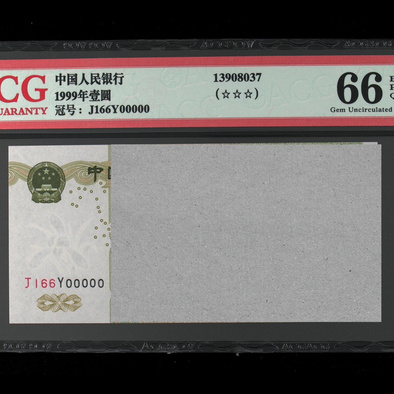 CG
UARANTY
中国人民银行
1999年壹圆
冠号: J166Y00000
13908037
(☆☆☆)
66
E
Gem Uncirculated
中
J166Y00000